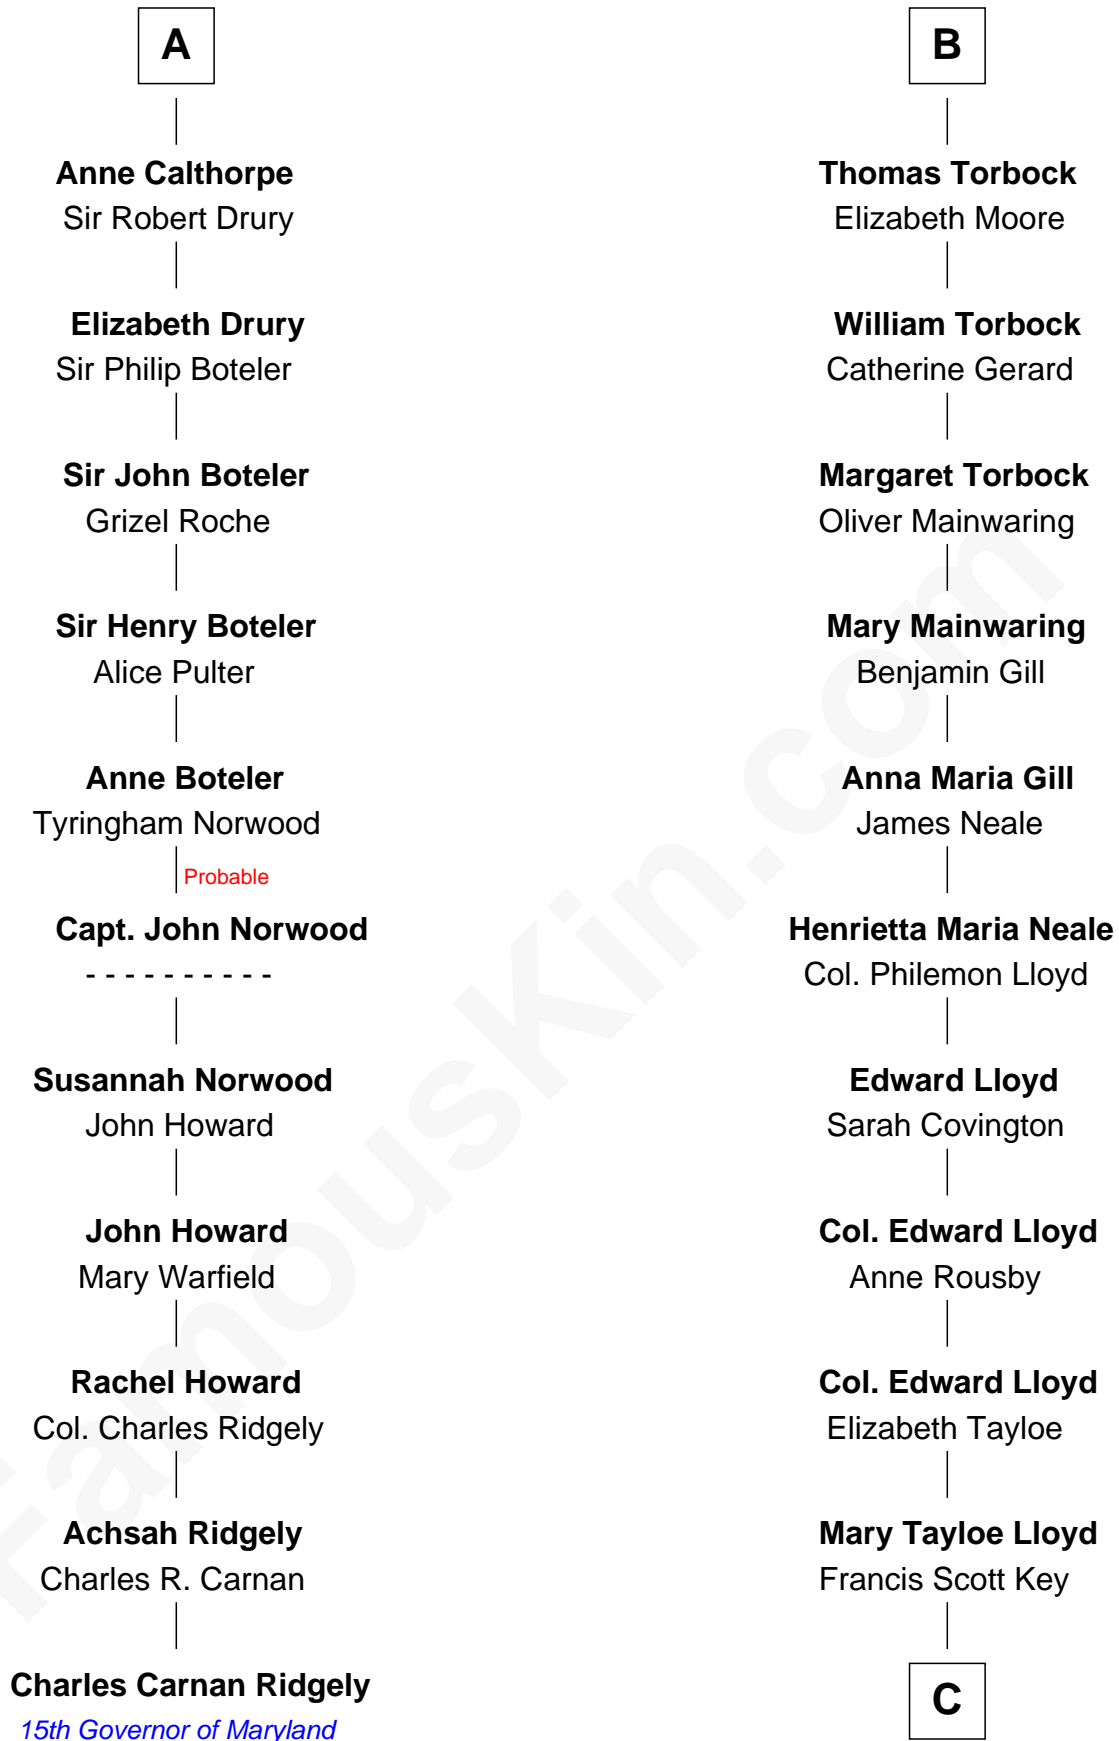 A
Anne Calthorpe
Sir Robert Drury
Elizabeth Drury
Sir Philip Boteler
Sir John Boteler
Grizel Roche
Sir Henry Boteler
Alice Pulter
Anne Boteler
Tyringham Norwood
Probable
Capt. John Norwood
- - - - - - - - - -
Susannah Norwood
John Howard
John Howard
Mary Warfield
Rachel Howard
Col. Charles Ridgely
Achsah Ridgely
Charles R. Carnan
Charles Carnan Ridgely
15th Governor of Maryland
B
Thomas Torbock
Elizabeth Moore
William Torbock
Catherine Gerard
Margaret Torbock
Oliver Mainwaring
Mary Mainwaring
Benjamin Gill
Anna Maria Gill
James Neale
Henrietta Maria Neale
Col. Philemon Lloyd
Edward Lloyd
Sarah Covington
Col. Edward Lloyd
Anne Rousby
Col. Edward Lloyd
Elizabeth Tayloe
Mary Tayloe Lloyd
Francis Scott Key
C
FamousKin.com